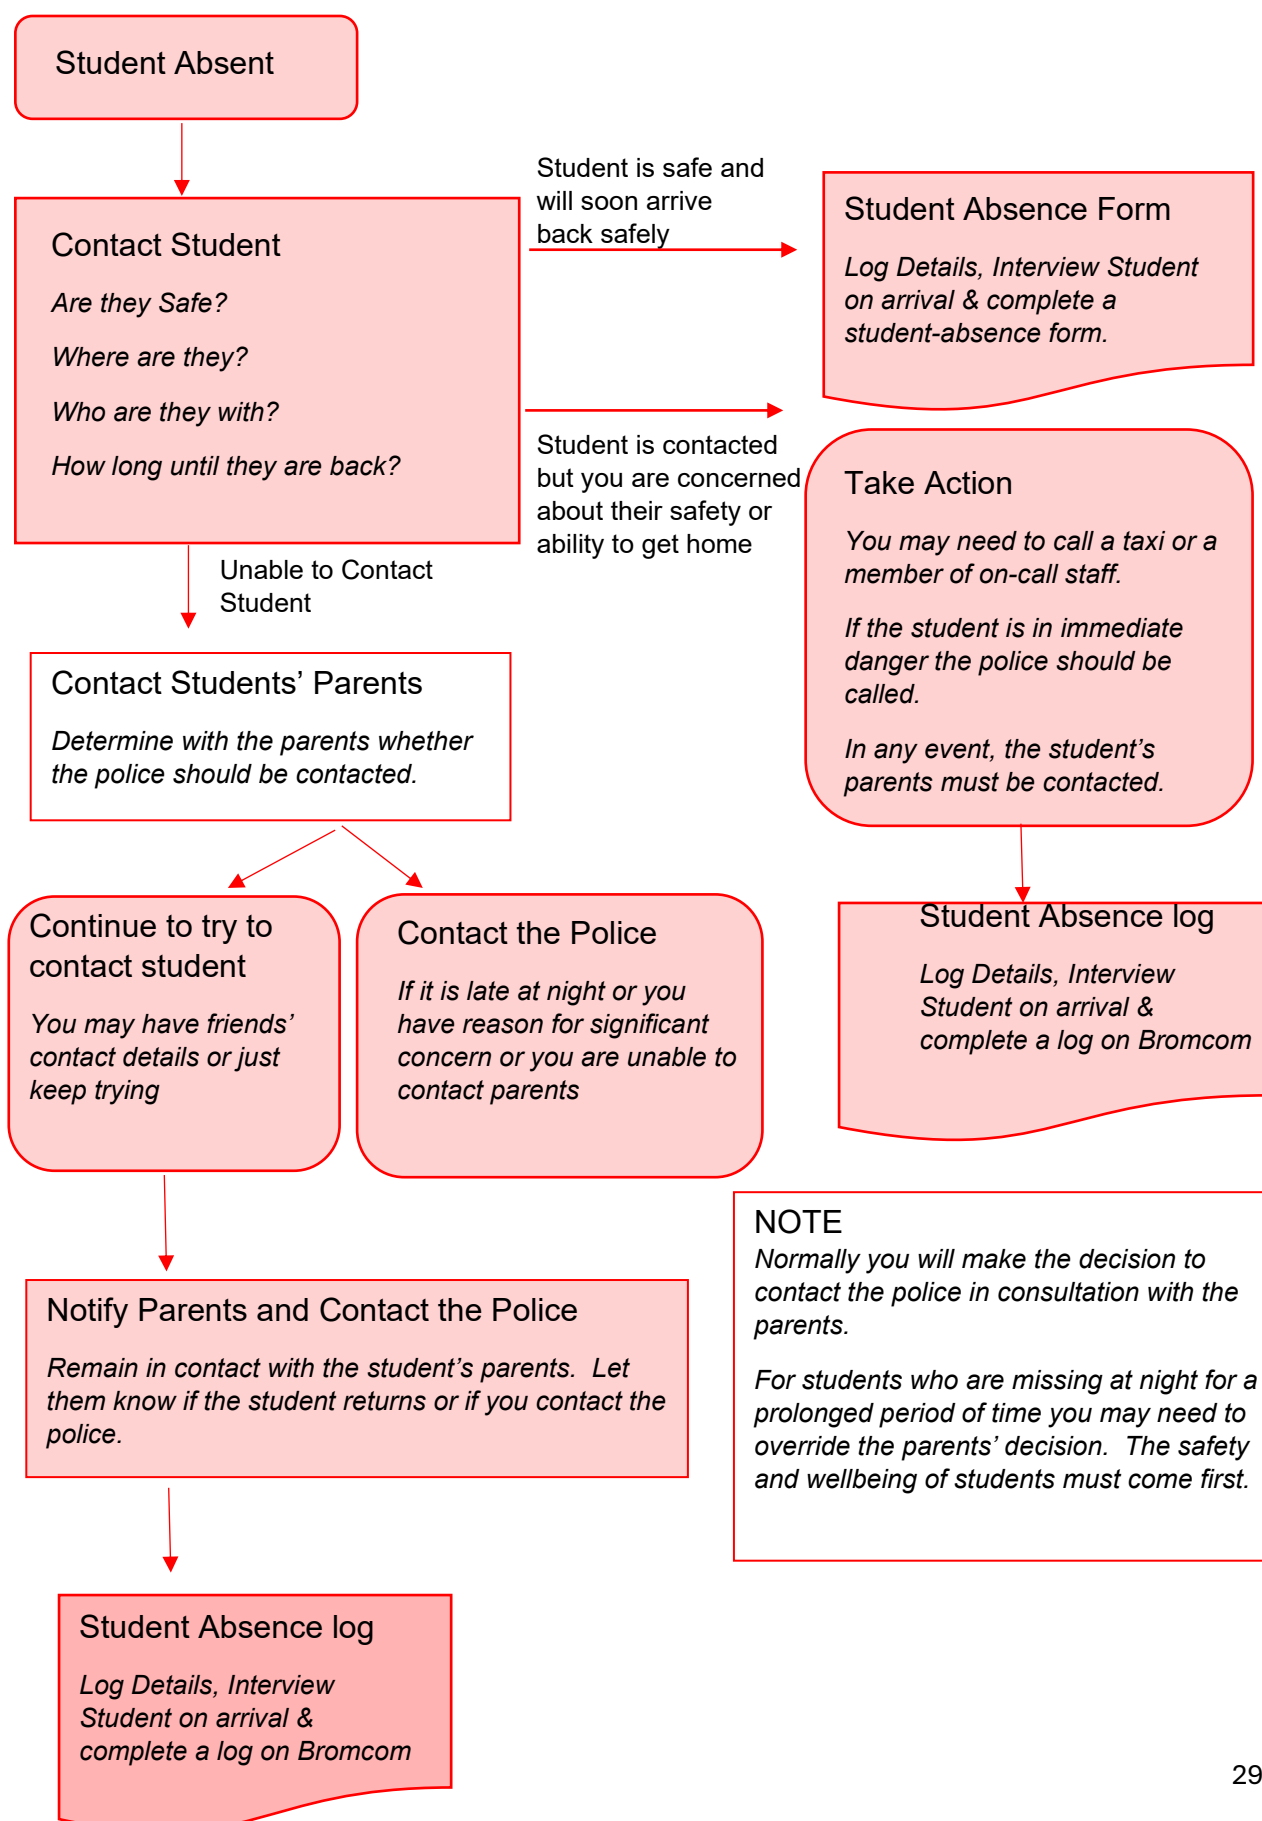 Student Absent
Student is safe and
will soon arrive
back safely
Contact Student
Are they Safe?
Where are they?
Who are they with?
How long until they are back?
Student Absence Form
Log Details, Interview Student
on arrival & complete a
student-absence form.
Student is contacted
but you are concerned
about their safety or
ability to get home
Take Action
You may need to call a taxi or a
member of on-call staff.
If the student is in immediate
danger the police should be
called.
In any event, the student’s
parents must be contacted.
Unable to Contact
Student
Contact Students’ Parents
Determine with the parents whether
the police should be contacted.
Continue to try to
contact student
You may have friends’
contact details or just
keep trying
Contact the Police
If it is late at night or you
have reason for significant
concern or you are unable to
contact parents
Student Absence log
Log Details, Interview
Student on arrival &
complete a log on Bromcom
NOTE
Normally you will make the decision to
contact the police in consultation with the
parents.
For students who are missing at night for a
prolonged period of time you may need to
override the parents’ decision.  The safety
and wellbeing of students must come first.
Notify Parents and Contact the Police
Remain in contact with the student’s parents.  Let
them know if the student returns or if you contact the
police.
Student Absence log
Log Details, Interview
Student on arrival &
complete a log on Bromcom
29